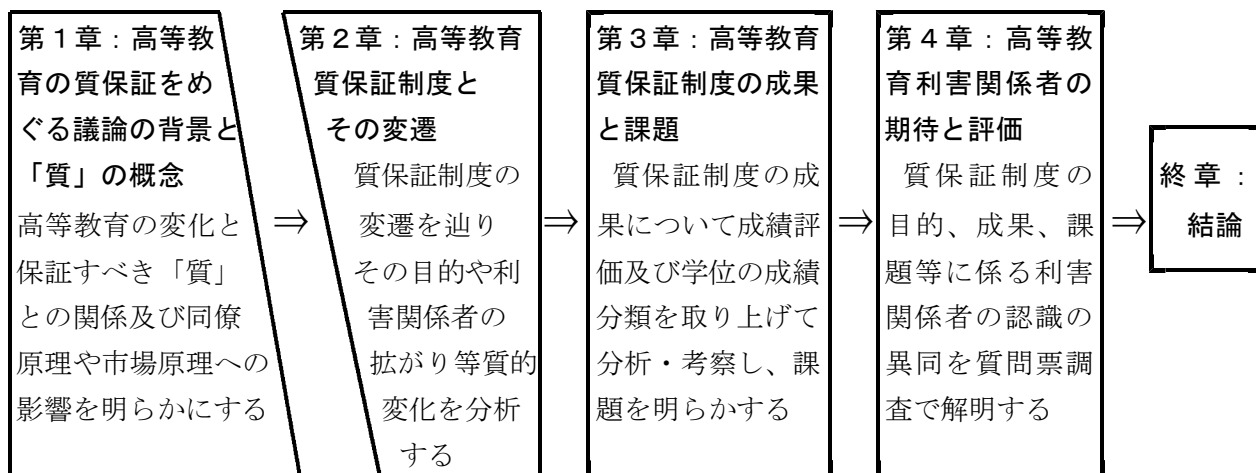 第１章：高等教
育の質保証をめ
ぐる議論の背景と
「質」の概念
高等教育の変化と
保証すべき「質」
との関係及び同僚
原理や市場原理への
影響を明らかにする
⇒
第２章：高等教育
質保証制度と
その変遷
質保証制度の
変遷を辿り
その目的や利
害関係者の
拡がり等質的
変化を分析
する
⇒
第３章：高等教育
質保証制度の成果
と課題
質保証制度の成
果について成績評
価及び学位の成績
分類を取り上げて
分析・考察し、課
題を明らかする
⇒
第４章：高等教
育利害関係者の
期待と評価
質保証制度の
目的、成果、課
題等に係る利害
関係者の認識の
異同を質問票調
査で解明する
⇒
終章：
結論